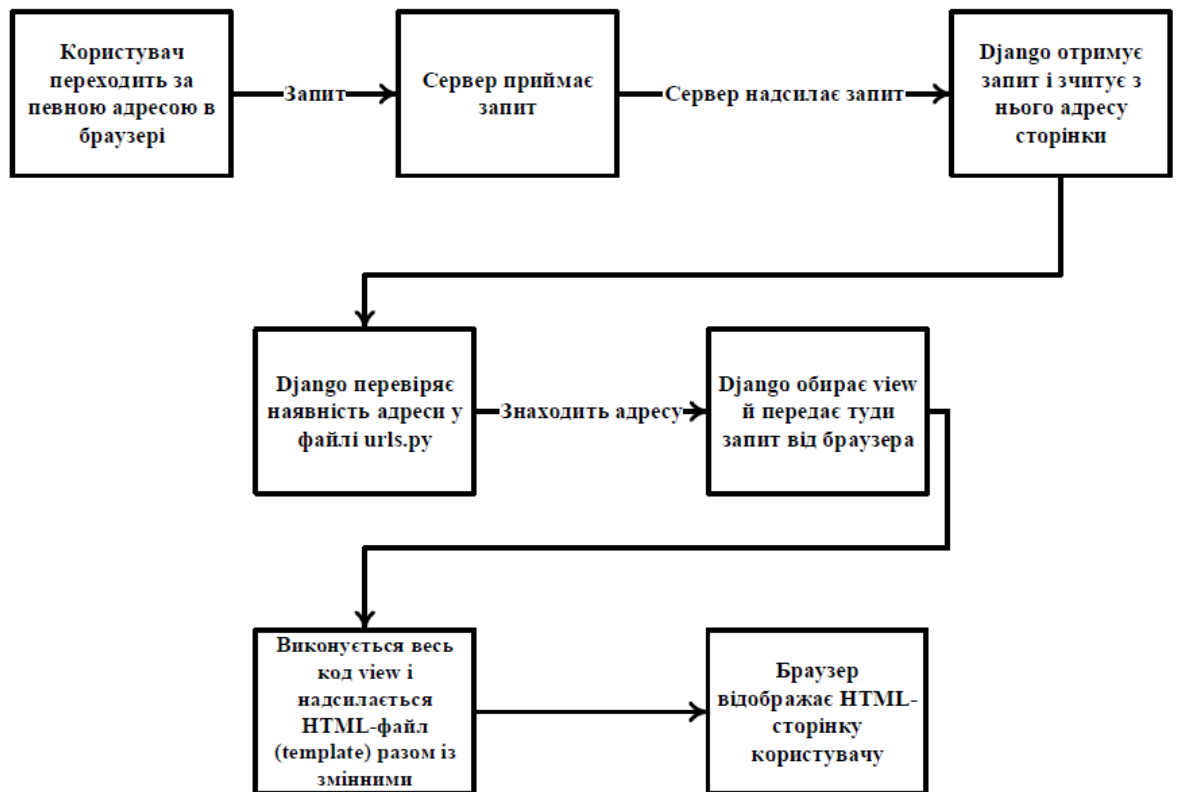 Користувач
переходить за
певною адресою в
браузері
Запит
Сервер приймає
запит
Сервер надсилає запит
Django отримує
запит і зчитує з
нього адресу
сторінки
Django перевіряє
наявність адреси у
файлі urls.py
Знаходить адресу
Django обирає view
й передає туди
запит від браузера
Виконується весь
код view і
надсилається
HTML-файл
(template) разом із
змінними
Браузер
відображає HTML-
сторінку
користувачу